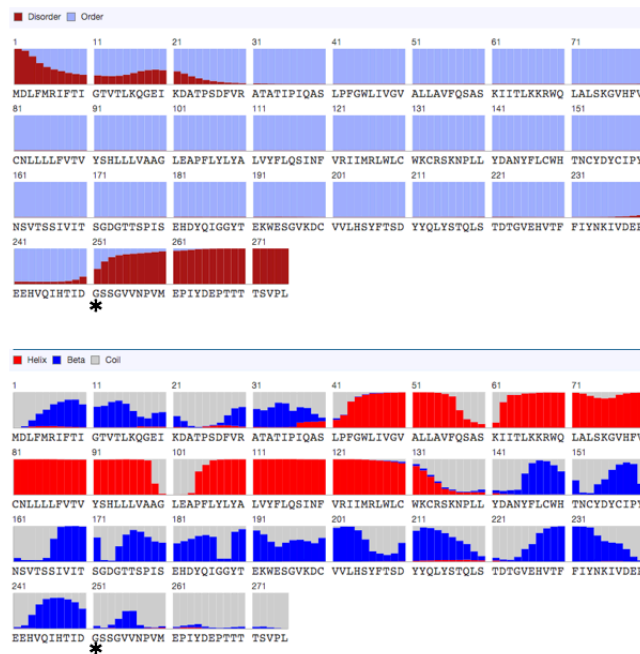 Disorder Order
1 11 21 31 41 51 61 71
MDLFMRIFTI GTVTLKQGEI KDATPSDFVR ATATIPIQAS LPFGWLIVGV ALLAVFQSAS KIITLKKRWQ LALSKGVHFV
81 91 101 111 121 131 141 151
CNLLLLFVTV YSHLLLVAAG LEAPFLYLYA LVYFLQSINF VRIIMRLWLC WKCRSKNPLL YDANYFLCWH TNCYDYCIPY
161 171 181 191 201 211 221 231
NSVTSSIVIT SGDGTTSPIS EHDYQIGGYT EKWESGVKDC VVLHSYFTSD YYQLYSTQLS TDTGVEHVTF FIYNKIVDEP
241 251 261 271
EEHVQIHTID GSSGVVNPVM EPIYDEPTTT TSVPL
*
Helix Beta Coil
1 11 21 31 41 51 61 71
MDLFMRIFTI GTVTLKQGEI KDATPSDFVR ATATIPIQAS LPFGWLIVGV ALLAVFQSAS KIITLKKRWQ LALSKGVHFV
81 91 101 111 121 131 141 151
CNLLLLFVTV YSHLLLVAAG LEAPFLYLYA LVYFLQSINF VRIIMRLWLC WKCRSKNPLL YDANYFLCWH TNCYDYCIPY
161 171 181 191 201 211 221 231
NSVTSSIVIT SGDGTTSPIS EHDYQIGGYT EKWESGVKDC VVLHSYFTSD YYQLYSTQLS TDTGVEHVTF FIYNKIVDEP
241 251 261 271
EEHVQIHTID GSSGVVNPVM EPIYDEPTTT TSVPL
*